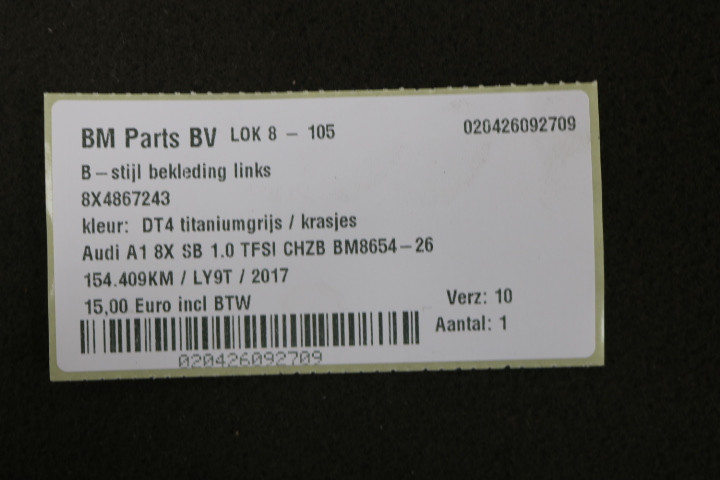 BM Parts BV LOK 8 - 105 020426092709
B-stijl bekleding links
8X4867243
kleur: DT4 titaniumgrijs / krasjes
Audi A1 8X SB 1.0 TFSI CHZB BM8654-26
154.409KM / LY9T / 2017
15,00 Euro incl BTW Verz: 10
Aantal: 1
020426092709